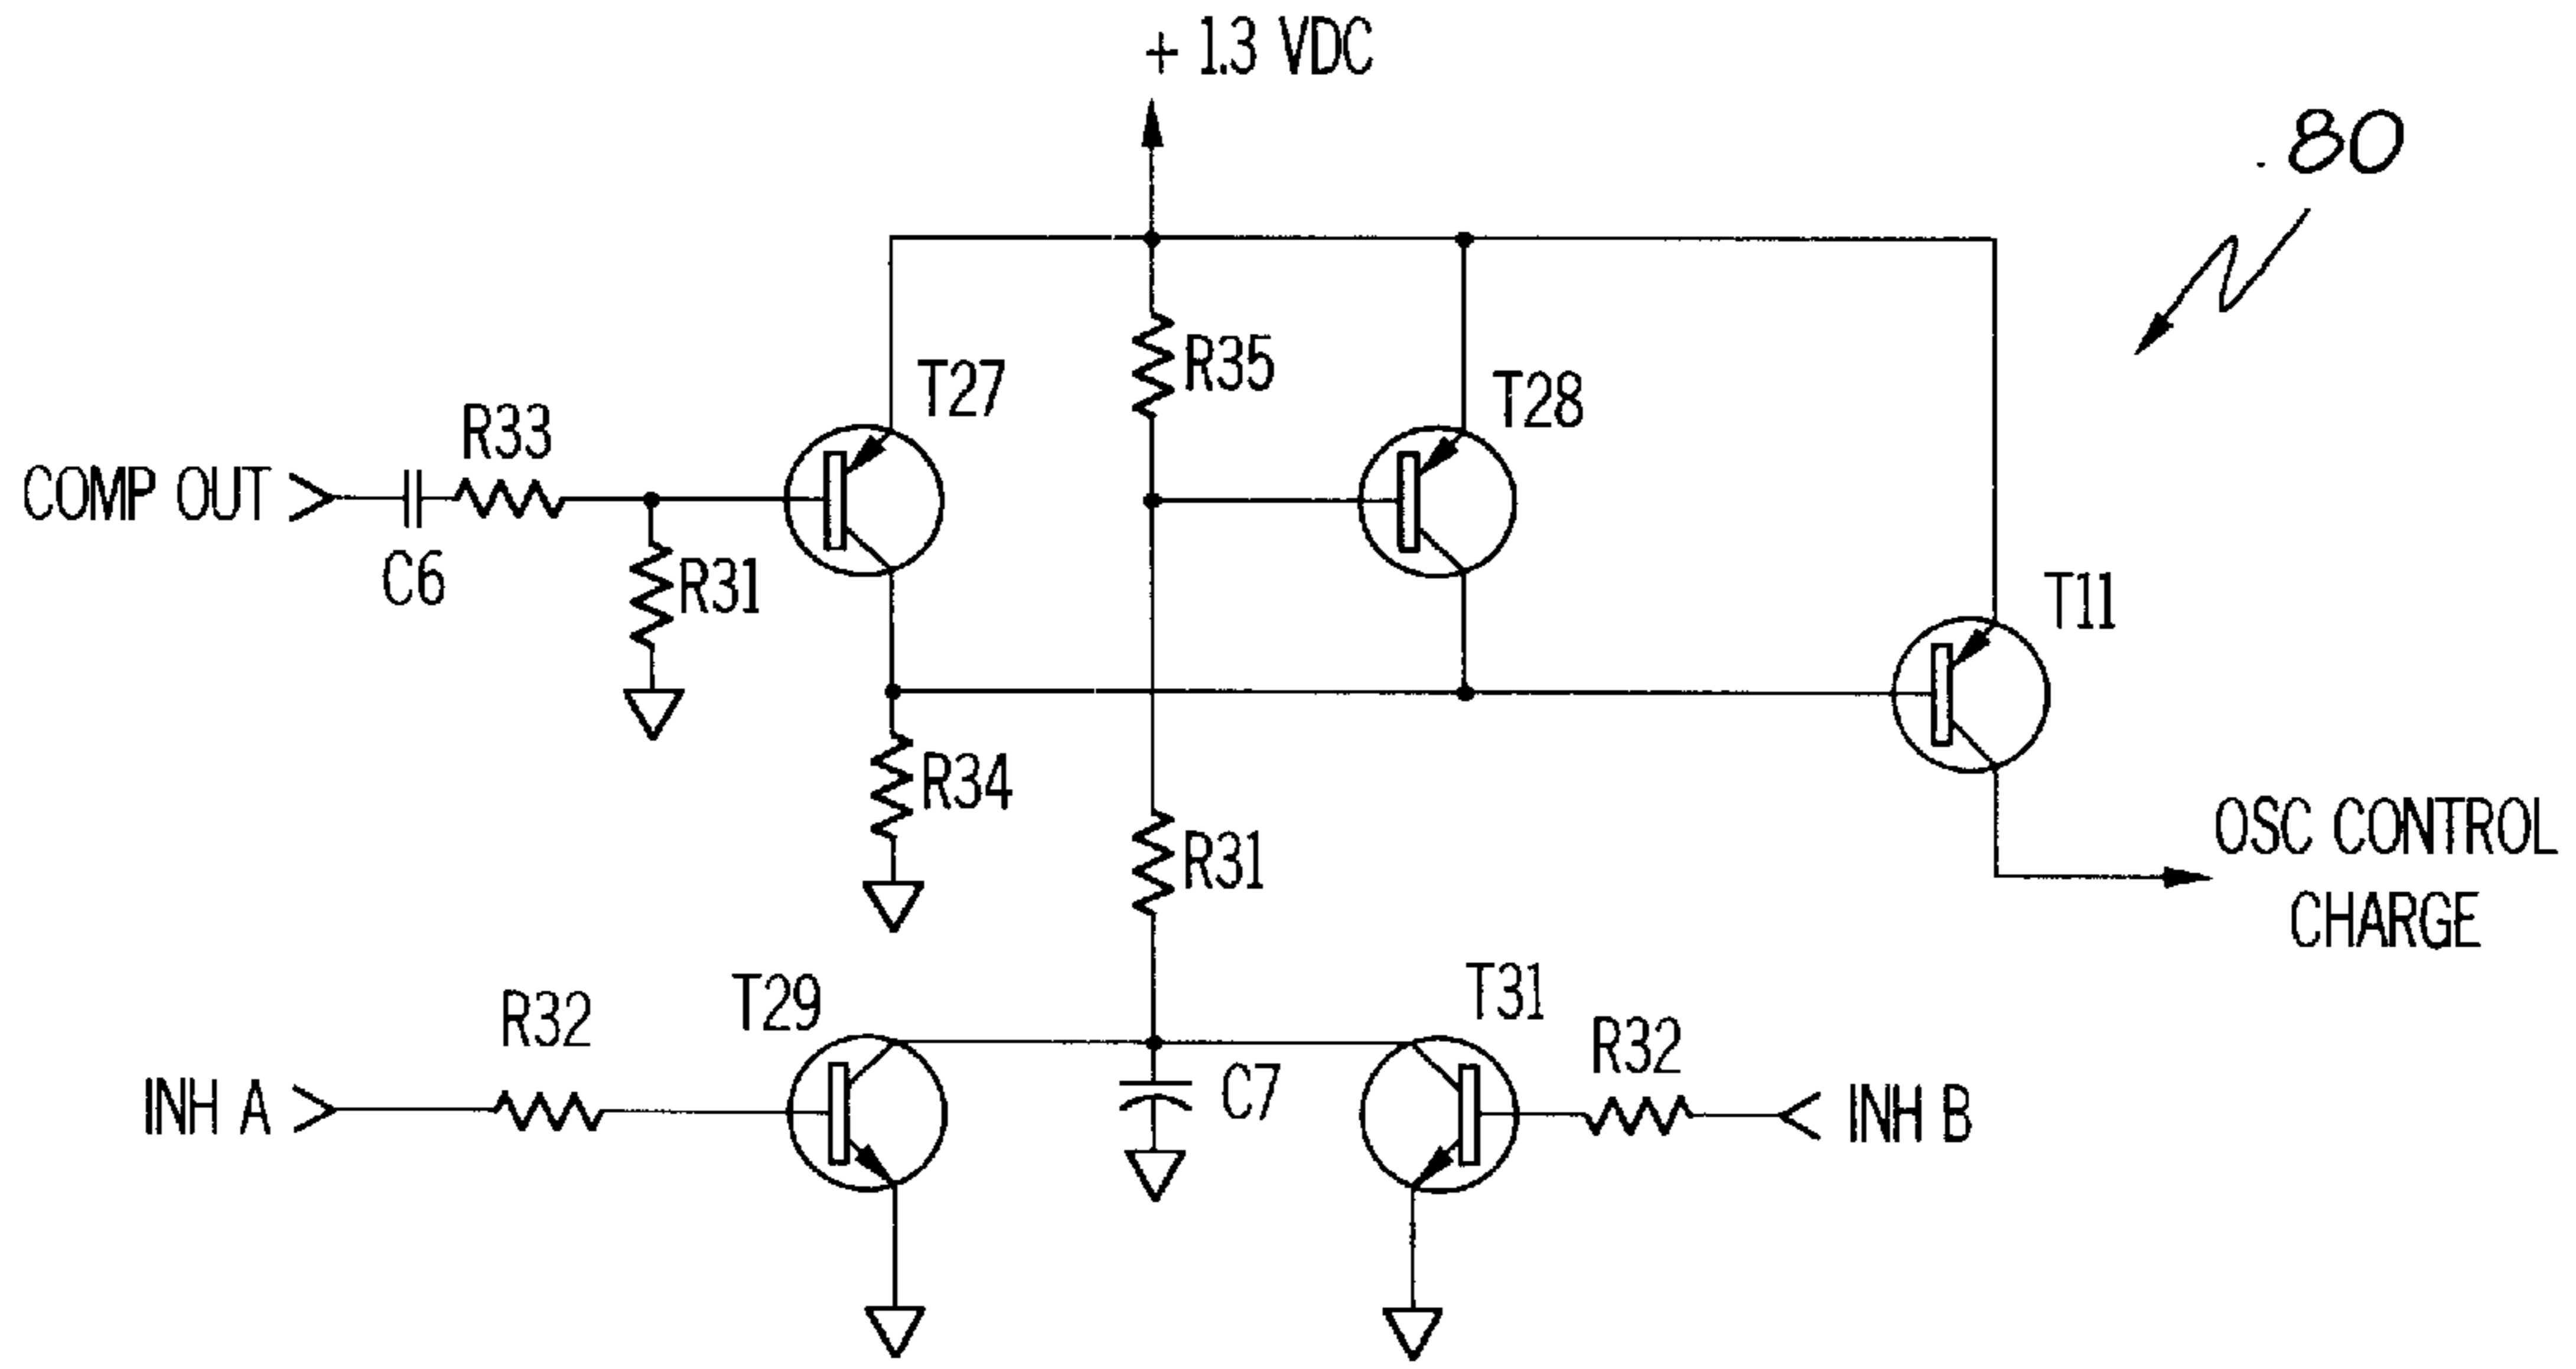 + 1.3 VDC
80
R35
T27
T28
R33
COMP OUT
C6
R31
T11
R34
R31
OSC CONTROL
CHARGE
T29
T31
R32
R32
C7
INH A
INH B